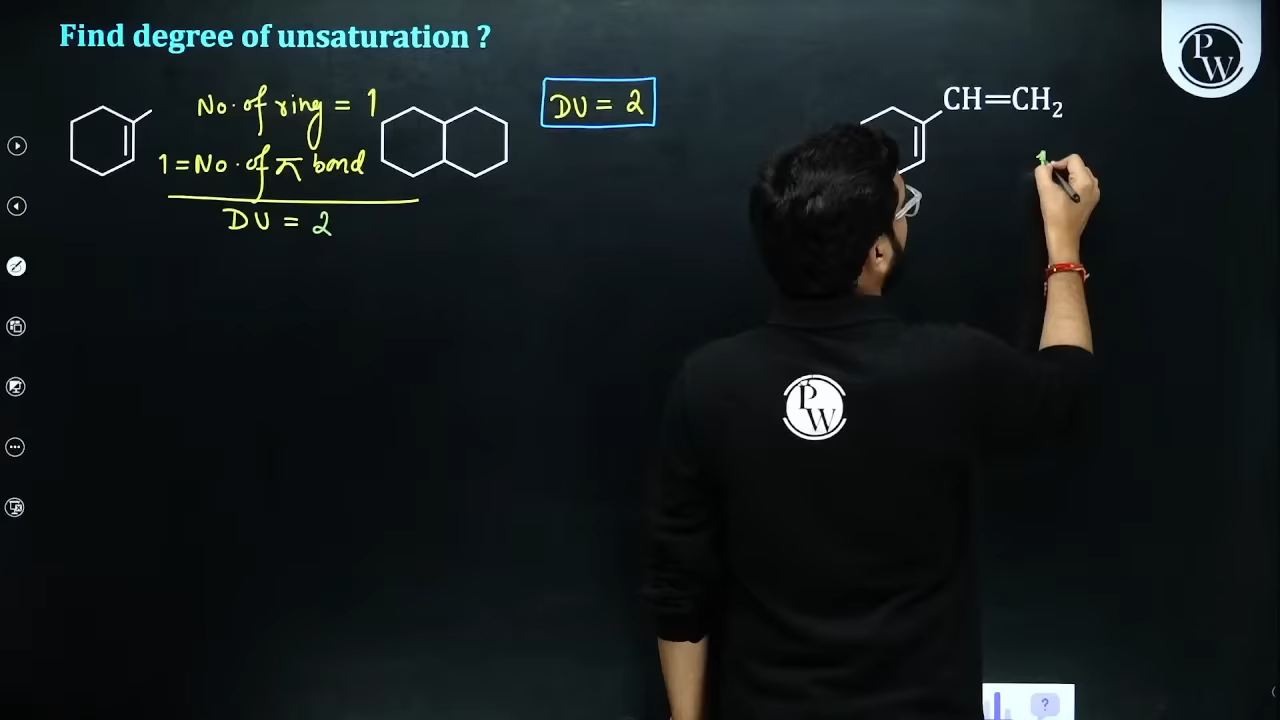 Find degree of unsaturation ?
No. of ring = 1
1 = No. of π bond
DU = 2
DU = 2
CH=CH₂
PW
PW
?